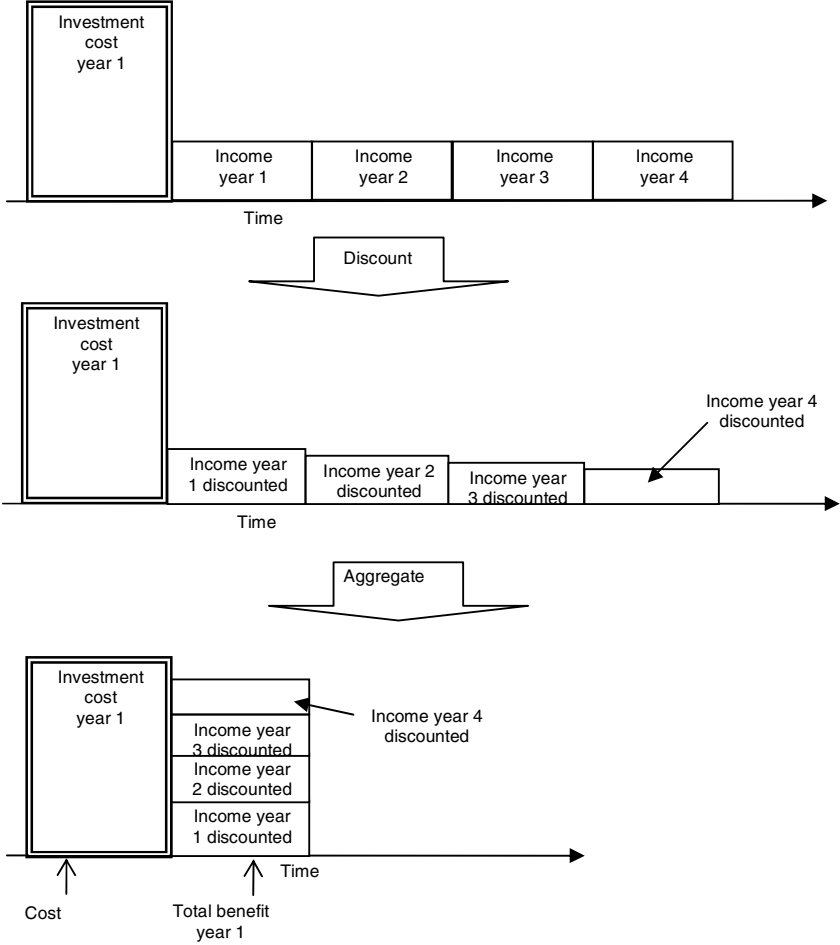 Investment
cost
year 1
Income
year 1
Income
year 2
Income
year 3
Income
year 4
Time
Discount
Investment
cost
year 1
Income year
1 discounted
Income year 2
discounted
Income year
3 discounted
Income year 4
discounted
Time
Aggregate
Investment
cost
year 1
Income year 4
discounted
Income year
3 discounted
Income year
2 discounted
Income year
1 discounted
Time
Cost
Total benefit
year 1